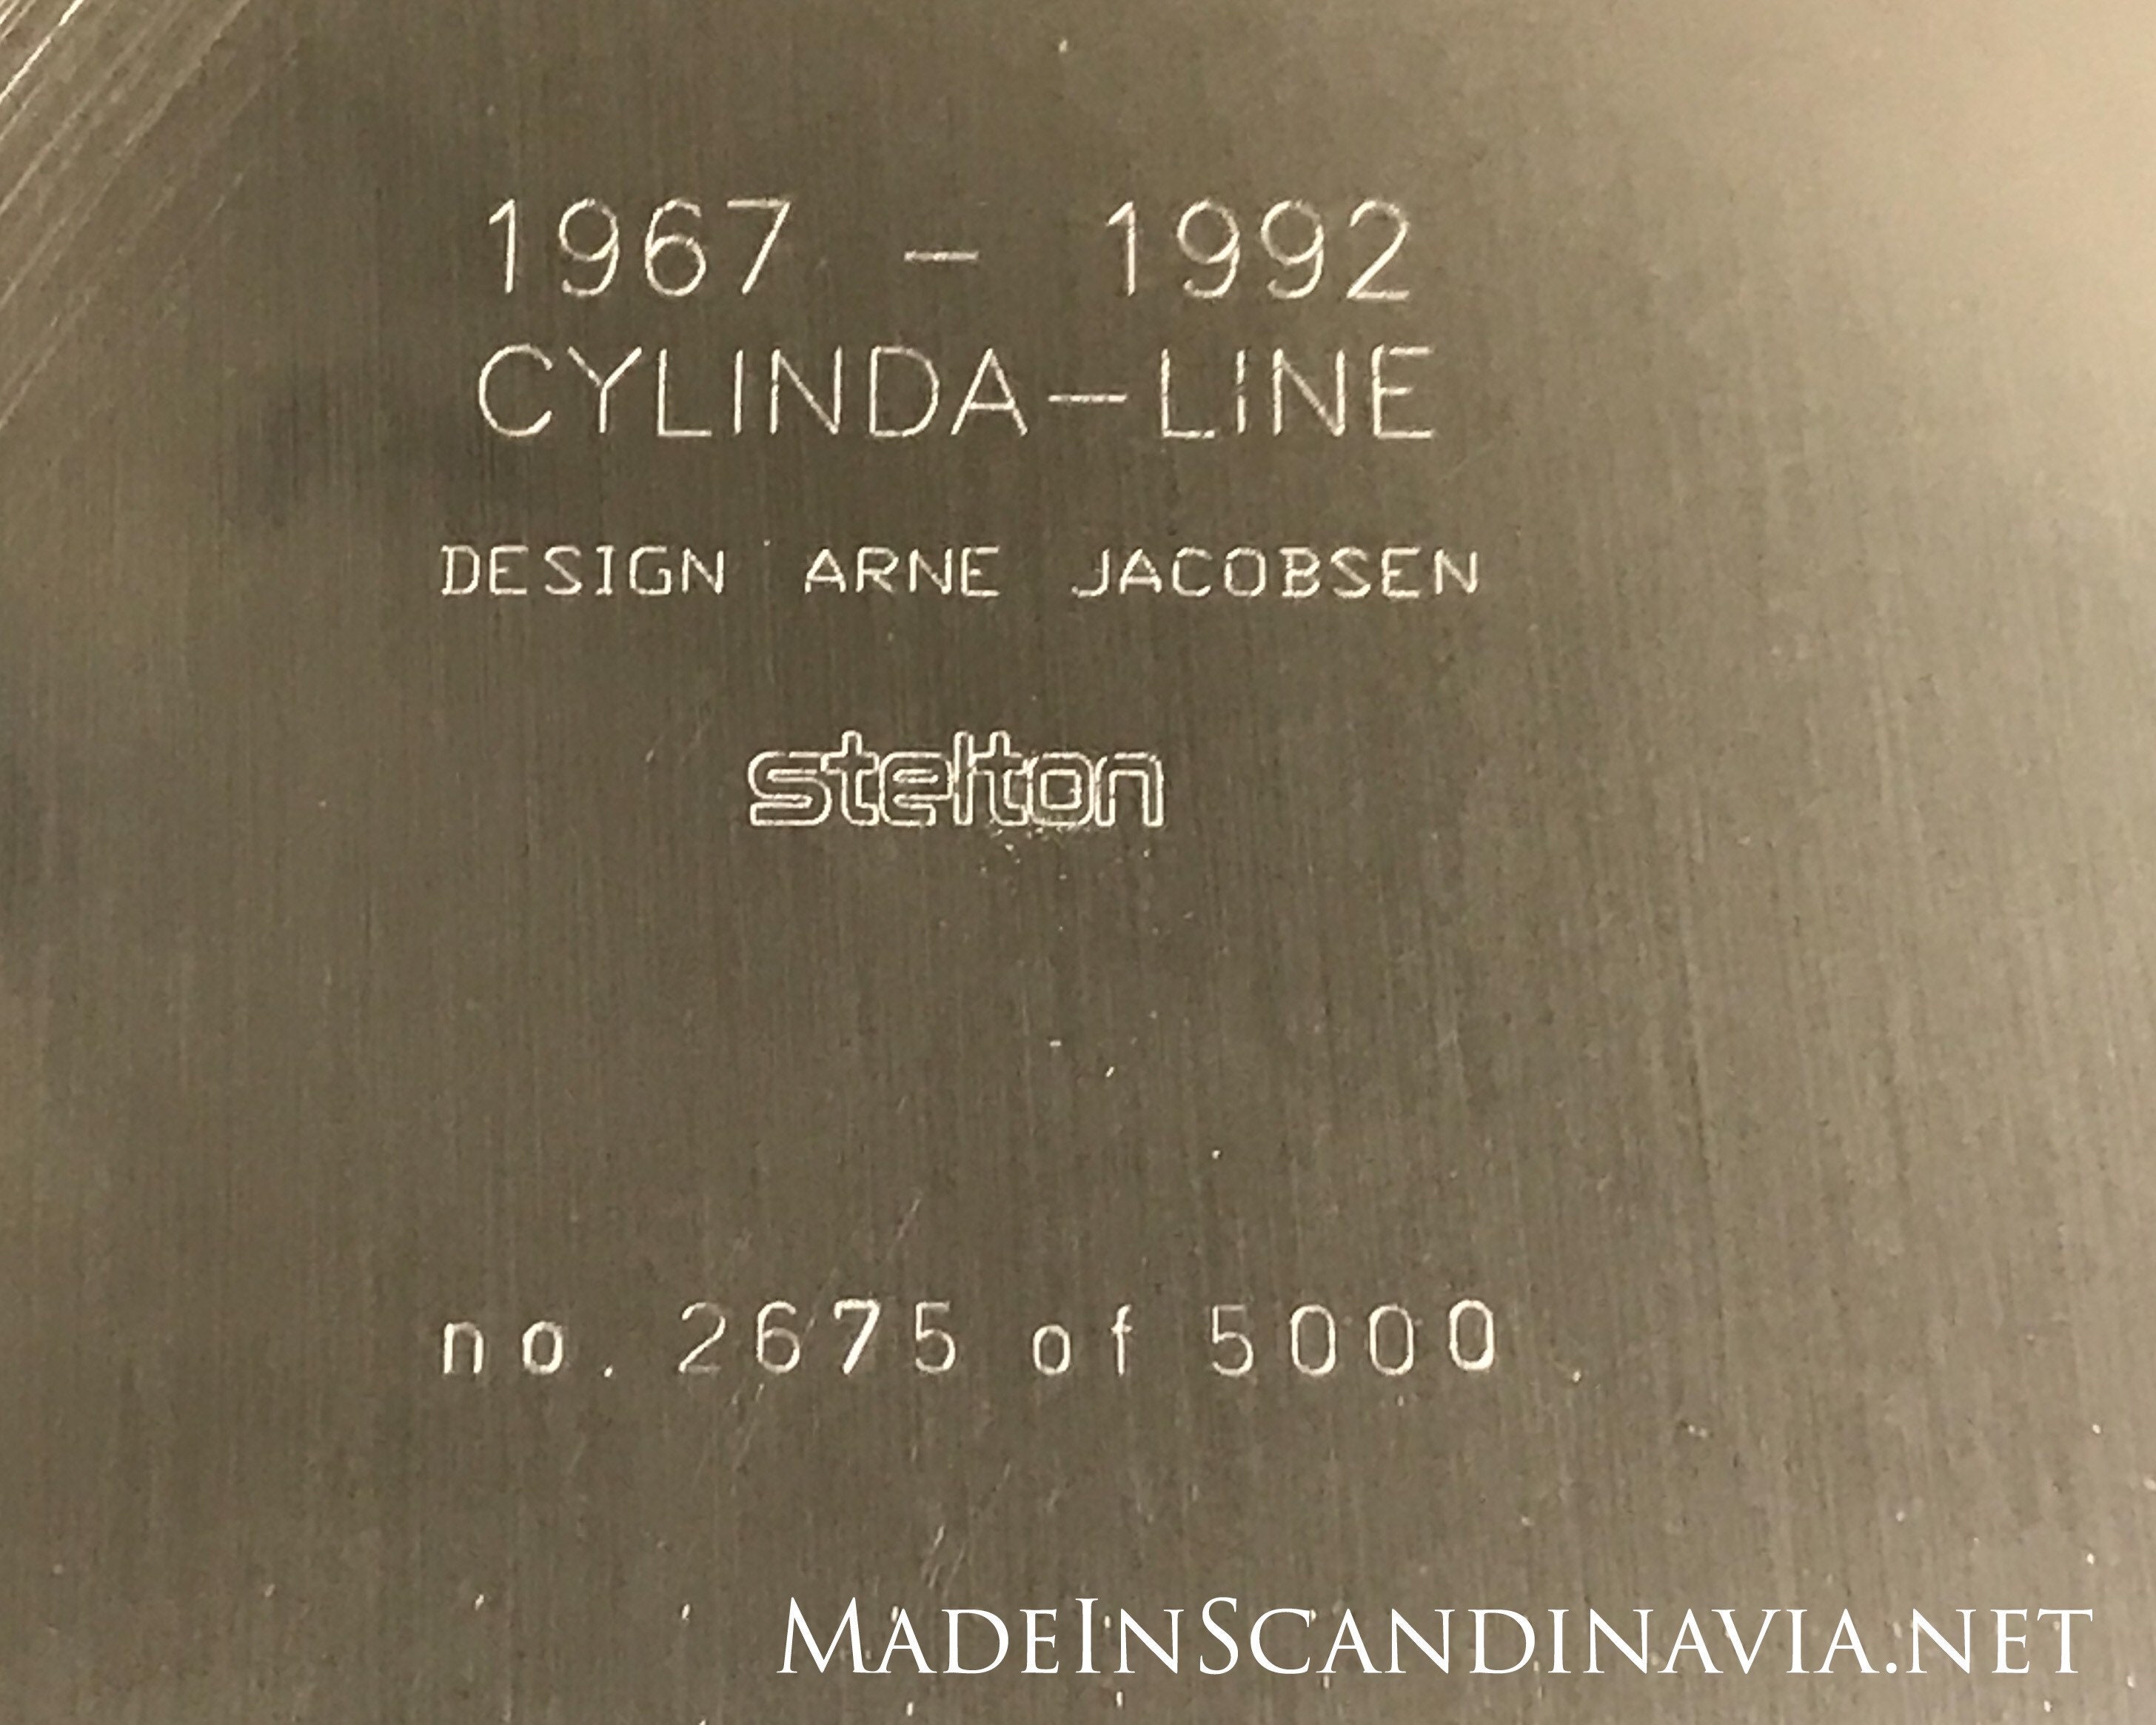 1967 - 1992
CYLINDA-LINE
DESIGN ARNE JACOBSEN
stelton
no. 2675 of 5000
MADEINSCANDINAVIA.NET